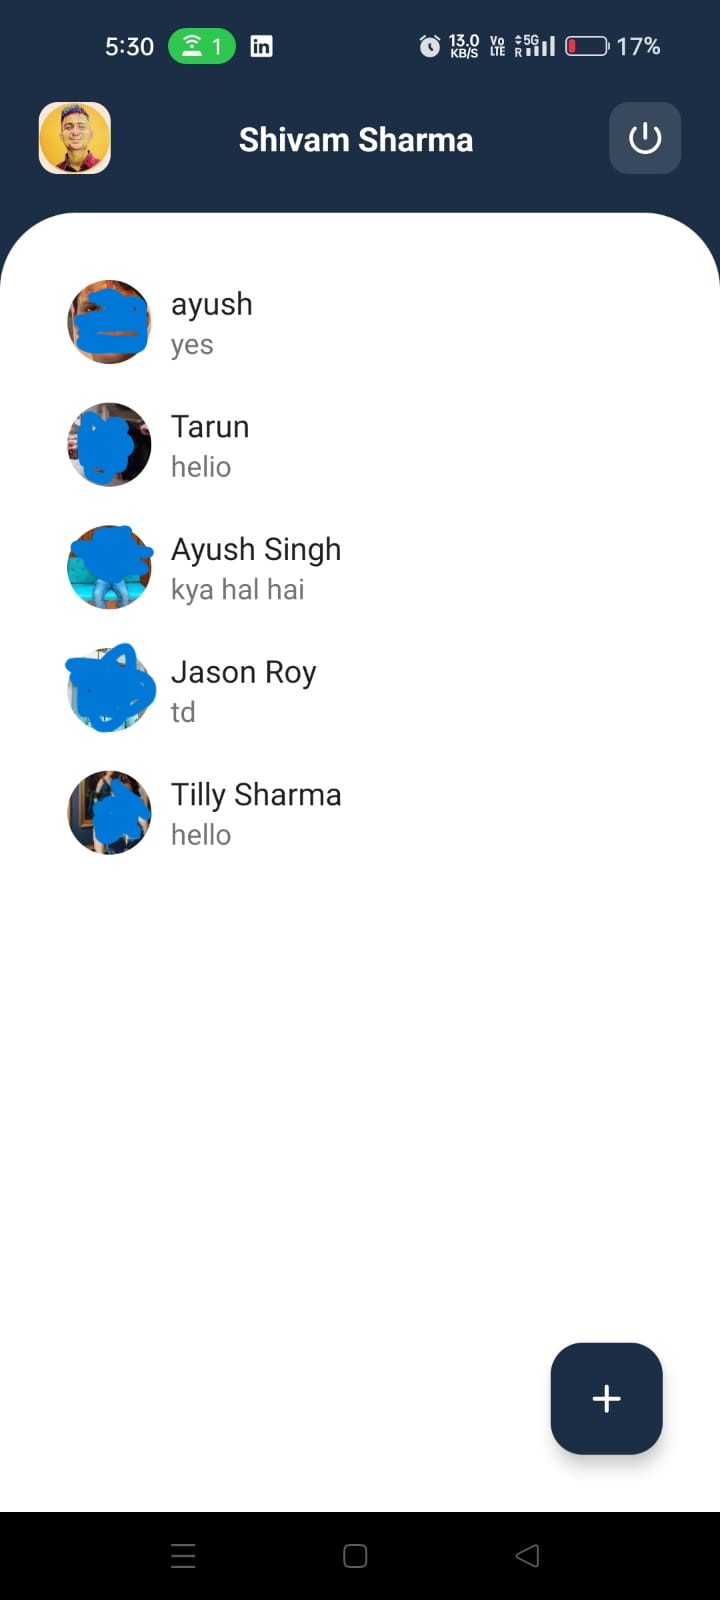 5:30 1 in 13.0 KB/S Vo LTE 5G R 17%
Shivam Sharma
ayush
yes
Tarun
helio
Ayush Singh
kya hal hai
Jason Roy
td
Tilly Sharma
hello
+